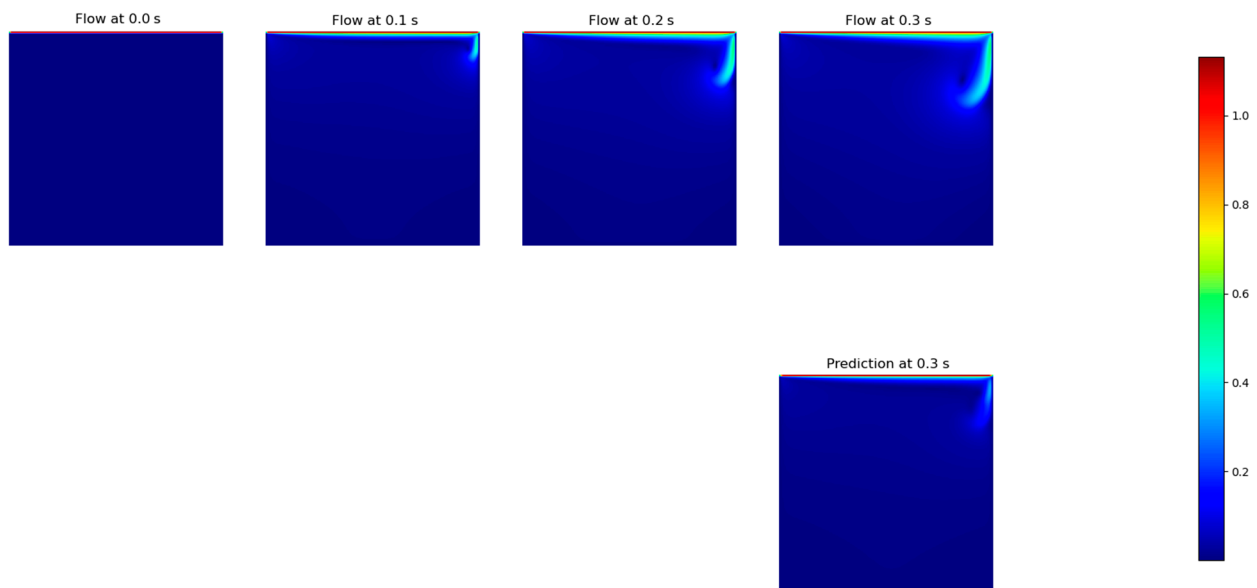 Flow at 0.0 s
Flow at 0.1 s
Flow at 0.2 s
Flow at 0.3 s
1.0
0.8
0.6
0.4
0.2
Prediction at 0.3 s